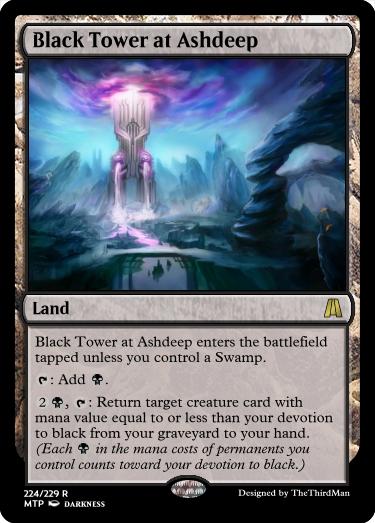 Black Tower at Ashdeep
Land
Black Tower at Ashdeep enters the battlefield
tapped unless you control a Swamp.
: Add .
2 , : Return target creature card with
mana value equal to or less than your devotion
to black from your graveyard to your hand.
(Each in the mana costs of permanents you
control counts toward your devotion to black.)
224/229 R
MTP DARKNESS
Designed by TheThirdMan